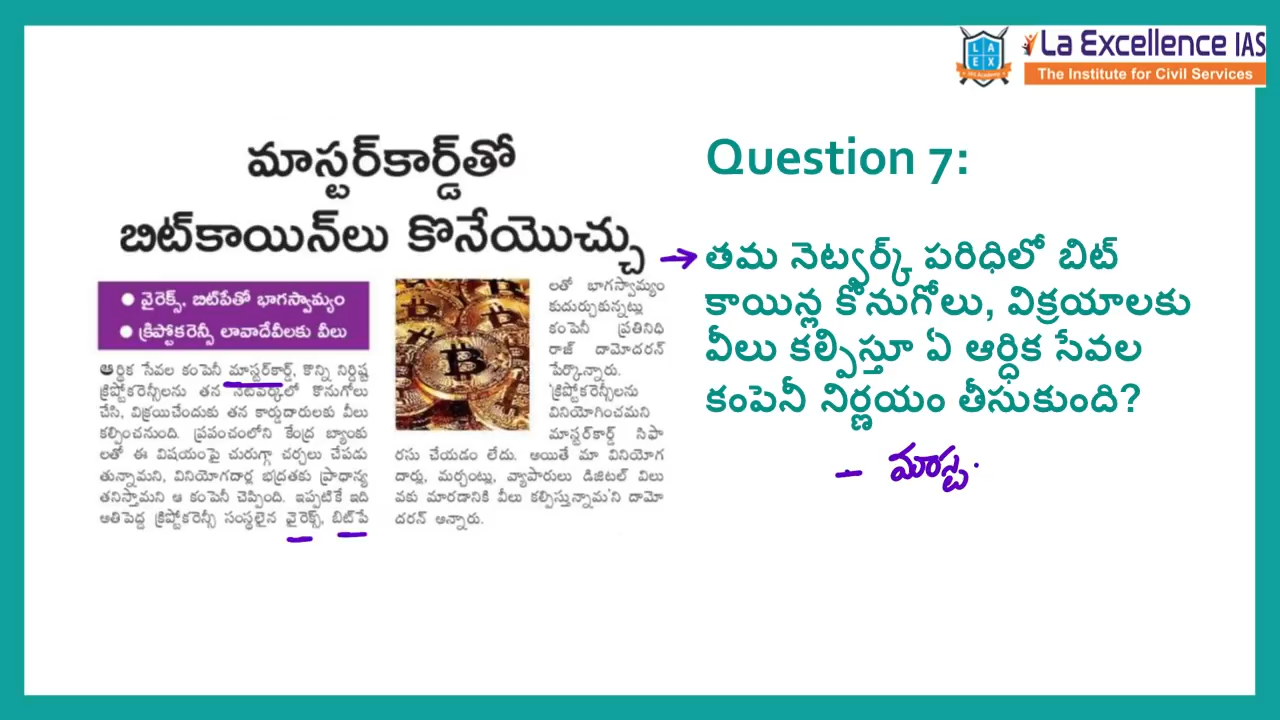 La Excellence IAS
LAEX
IAS Academy
The Institute for Civil Services
మాస్టర్‌కార్డ్‌తో
బిట్‌కాయిన్‌లు కొనేయొచ్చు
● వైరెక్స్, బిట్‌పేతో భాగస్వామ్యం
● క్రిప్టోకరెన్సీ లావాదేవీలకు వీలు
ఆర్థిక సేవల కంపెనీ మాస్టర్‌కార్డ్, కొన్ని నిర్దిష్ట
క్రిప్టోకరెన్సీలను తన నెట్‌వర్క్‌లో కొనుగోలు
చేసి, విక్రయించేందుకు తన కార్డుదారులకు వీలు
కల్పించనుంది. ప్రపంచంలోని కేంద్ర బ్యాంకు
లతో ఈ విషయంపై చురుగ్గా చర్చలు చేపడు
తున్నామని, వినియోగదార్ల భద్రతకు ప్రాధాన్య
తనిస్తామని ఆ కంపెనీ చెప్పింది. ఇప్పటికే ఇది
అతిపెద్ద క్రిప్టోకరెన్సీ సంస్థలైన వైరెక్స్, బిట్‌పే
లతో భాగస్వామ్యం
కుదుర్చుకున్నట్లు
కంపెనీ ప్రతినిధి
రాజ్ దామోదరన్
పేర్కొన్నారు.
'క్రిప్టోకరెన్సీలను
వినియోగించమని
మాస్టర్‌కార్డ్ సిఫా
రసు చేయడం లేదు. అయితే మా వినియోగ
దార్లు, మర్చంట్లు, వ్యాపారులు డిజిటల్ విలు
వకు మారడానికి వీలు కల్పిస్తున్నామ'ని దామో
దరన్ అన్నారు.
Question 7:
→ తమ నెట్వర్క్ పరిధిలో బిట్
కాయిన్ల కొనుగోలు, విక్రయాలకు
వీలు కల్పిస్తూ ఏ ఆర్ధిక సేవల
కంపెనీ నిర్ణయం తీసుకుంది?
– మాస్ట